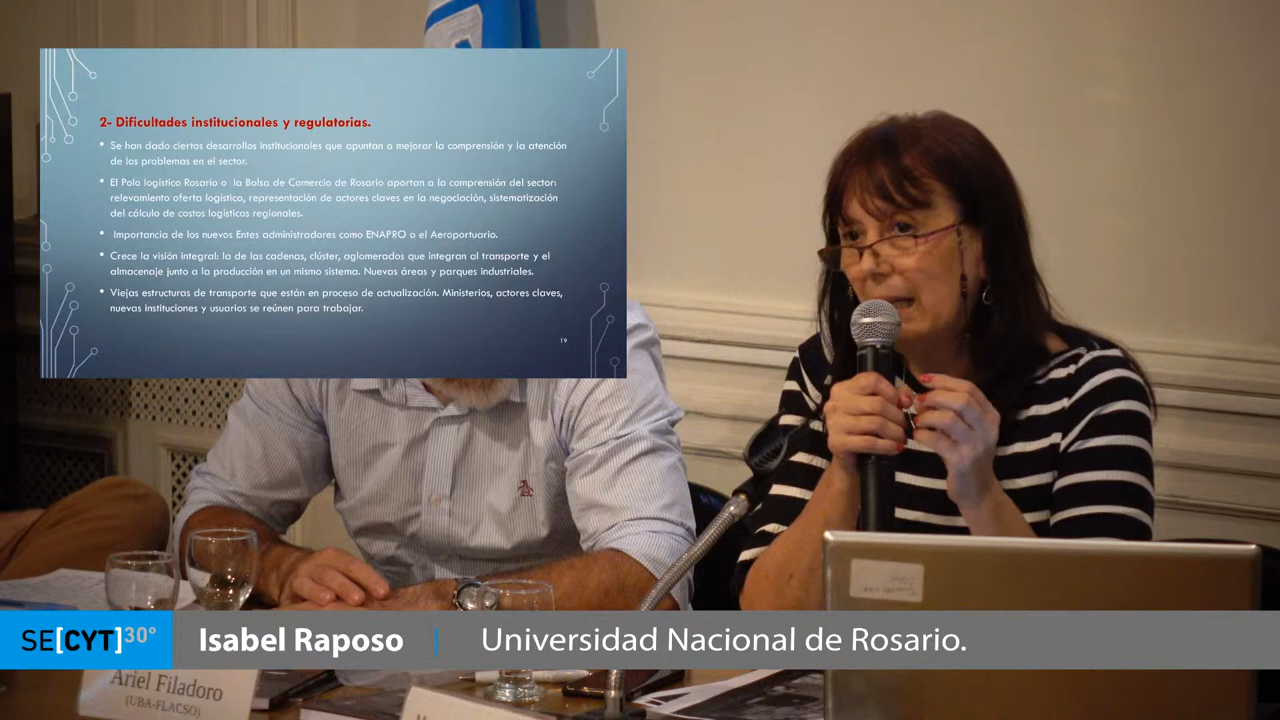 2- Dificultades institucionales y regulatorias.
• Se han dado ciertos desarrollos institucionales que apuntan a mejorar la comprensión y la atención
de los problemas en el sector.
• El Polo logístico Rosario o la Bolsa de Comercio de Rosario aportan a la comprensión del sector:
relevamiento oferta logística, representación de actores claves en la negociación, sistematización
del cálculo de costos logísticos regionales.
• Importancia de los nuevos Entes administradores como ENAPRO o el Aeroportuario.
• Crece la visión integral: la de las cadenas, clúster, aglomerados que integran al transporte y el
almacenaje junto a la producción en un mismo sistema. Nuevas áreas y parques industriales.
• Viejas estructuras de transporte que están en proceso de actualización. Ministerios, actores claves,
nuevas instituciones y usuarios se reúnen para trabajar.
19
SE[CYT]30º
Isabel Raposo | Universidad Nacional de Rosario.
Ariel Filadoro
(UBA-FLACSO)